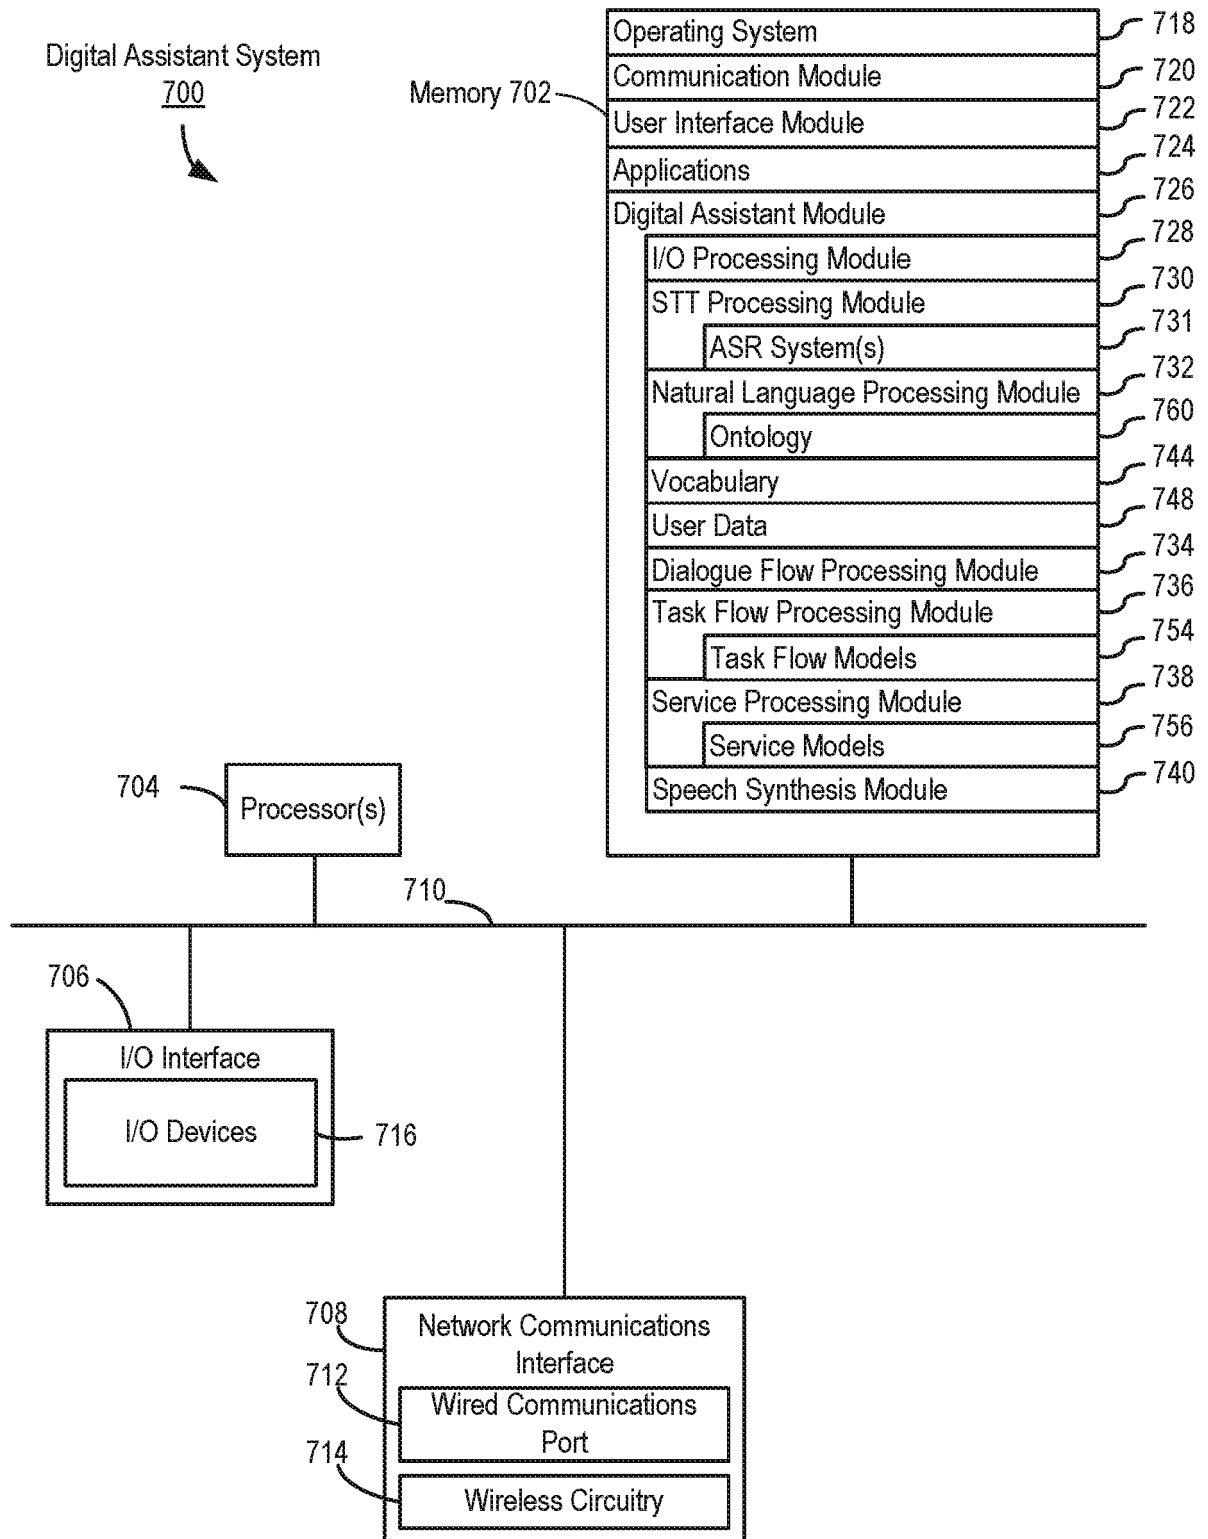 Digital Assistant System
700
Memory 702
Operating System 718
Communication Module 720
User Interface Module 722
Applications 724
Digital Assistant Module 726
I/O Processing Module 728
STT Processing Module 730
ASR System(s) 731
Natural Language Processing Module 732
Ontology 760
Vocabulary 744
User Data 748
Dialogue Flow Processing Module 734
Task Flow Processing Module 736
Task Flow Models 754
Service Processing Module 738
Service Models 756
Speech Synthesis Module 740
704
Processor(s)
710
706
I/O Interface
I/O Devices
716
708
Network Communications
Interface
712
Wired Communications
Port
714
Wireless Circuitry